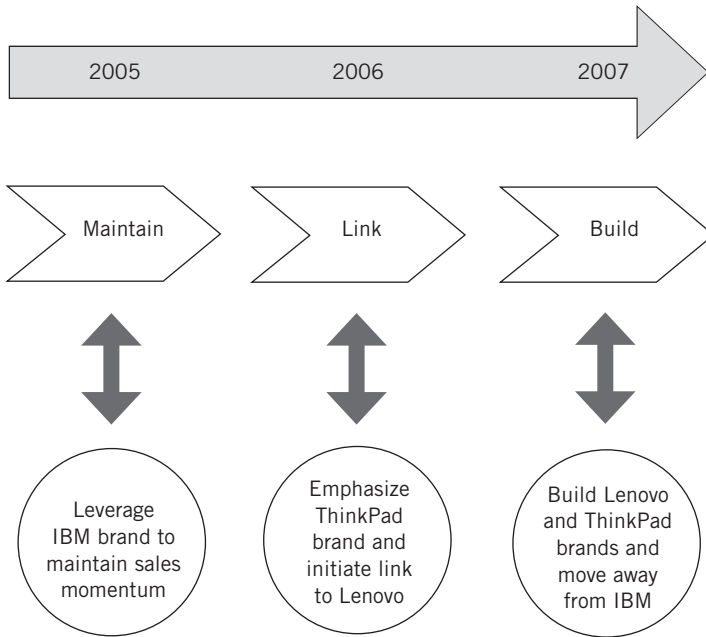 2005
2006
2007
Maintain
Link
Build
Leverage
IBM brand to
maintain sales
momentum
Emphasize
ThinkPad
brand and
initiate link
to Lenovo
Build Lenovo
and ThinkPad
brands and
move away
from IBM